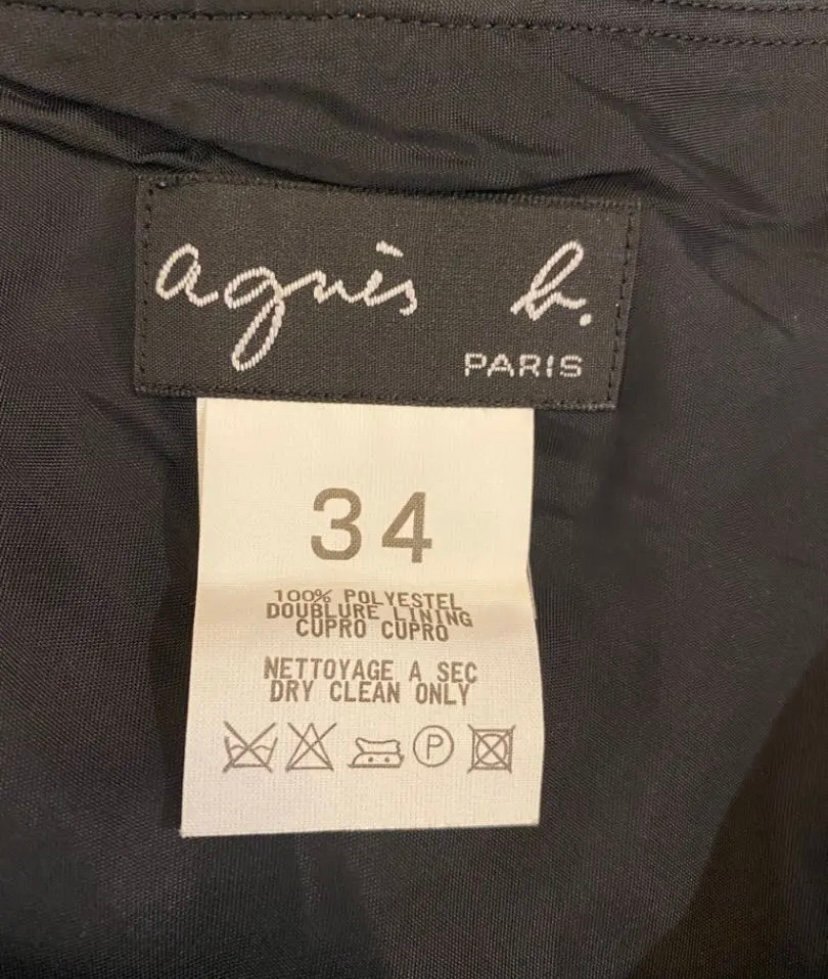 agnès b.
PARIS
34
100% POLYESTEL
DOUBLURE LINING
CUPRO CUPRO
NETTOYAGE A SEC
DRY CLEAN ONLY
P